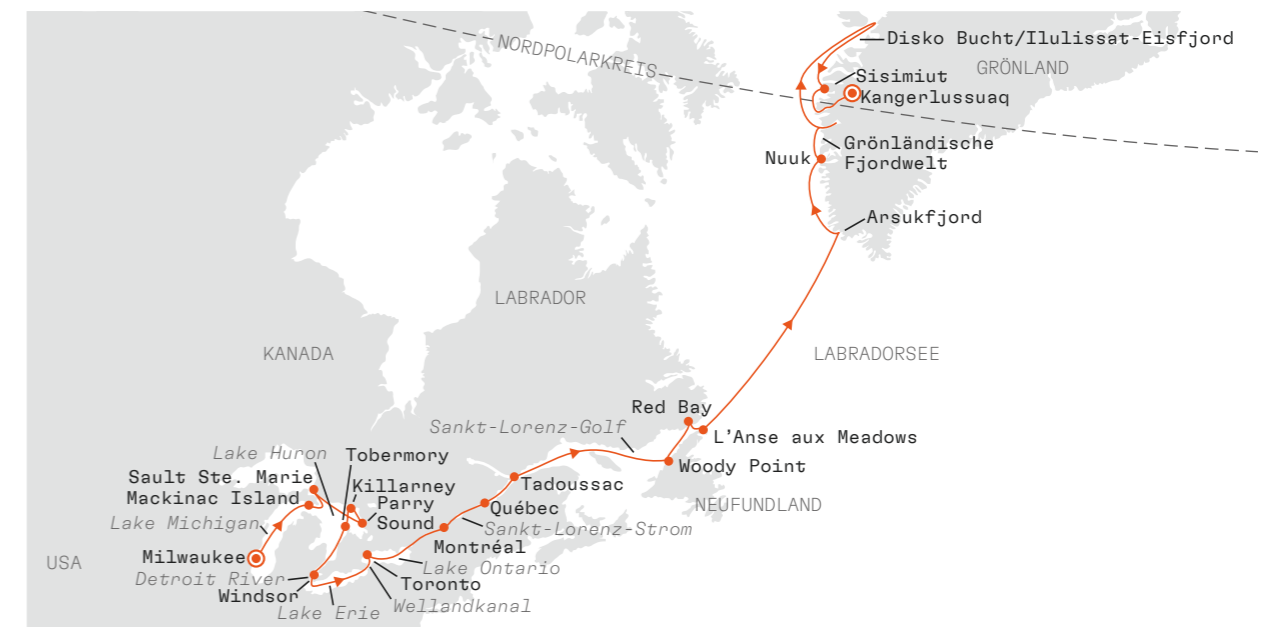 NORDPOLARKREIS
Disko Bucht/Ilulissat-Eisfjord
GRÖNLAND
Sisimiut
Kangerlussuaq
Grönländische
Fjordwelt
Nuuk
Arsukfjord
LABRADOR
KANADA
LABRADORSEE
Red Bay
Sankt-Lorenz-Golf
L'Anse aux Meadows
Lake Huron
Tobermory
Woody Point
Sault Ste. Marie
Killarney
Tadoussac
Mackinac Island
Parry
Sound
NEUFUNDLAND
Québec
Lake Michigan
Sankt-Lorenz-Strom
Montréal
Milwaukee
USA
Lake Ontario
Detroit River
Toronto
Windsor
Wellandkanal
Lake Erie